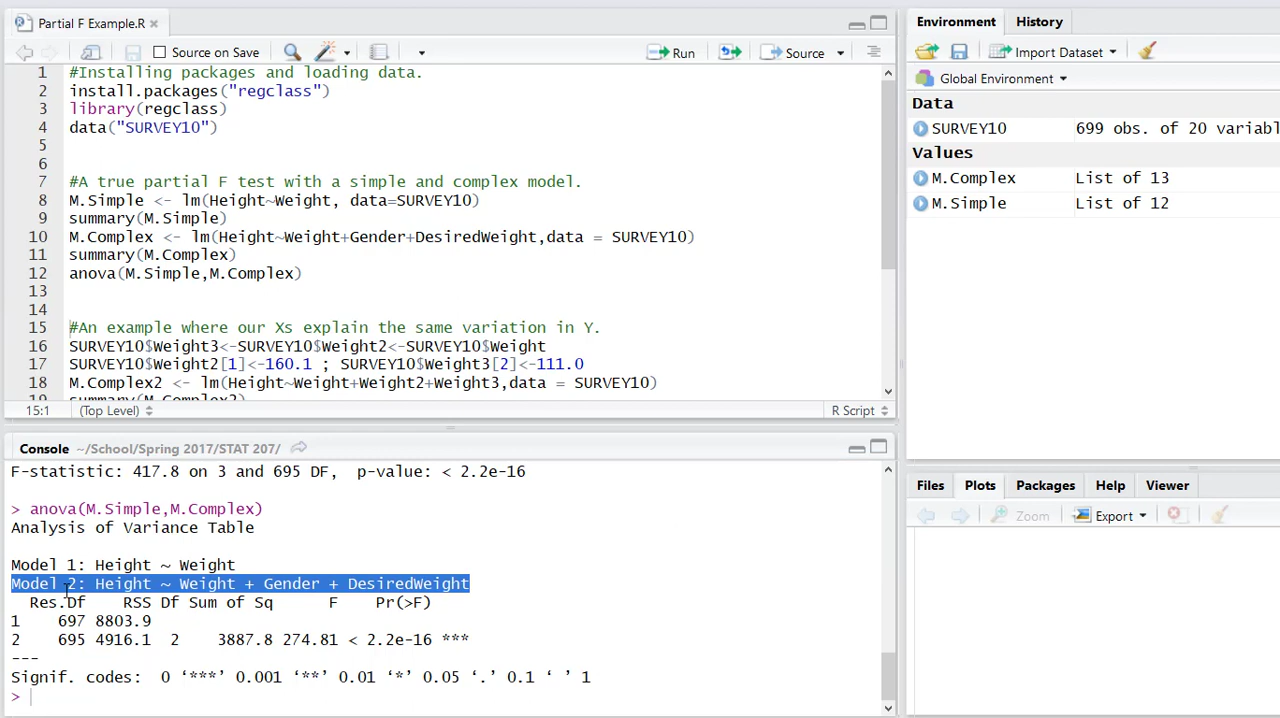 Partial F Example.R
Source on Save
Run
Source
1 #Installing packages and loading data.
2 install.packages("regclass")
3 library(regclass)
4 data("SURVEY10")
5
6
7 #A true partial F test with a simple and complex model.
8 M.Simple <- lm(Height~Weight, data=SURVEY10)
9 summary(M.Simple)
10 M.Complex <- lm(Height~Weight+Gender+DesiredWeight,data = SURVEY10)
11 summary(M.Complex)
12 anova(M.Simple,M.Complex)
13
14
15 #An example where our Xs explain the same variation in Y.
16 SURVEY10$Weight3<-SURVEY10$Weight2<-SURVEY10$Weight
17 SURVEY10$Weight2[1]<-160.1 ; SURVEY10$Weight3[2]<-111.0
18 M.Complex2 <- lm(Height~Weight+Weight2+Weight3,data = SURVEY10)
19 summary(M.Complex2)
15:1 (Top Level) R Script
Console ~/School/Spring 2017/STAT 207/
F-statistic: 417.8 on 3 and 695 DF,  p-value: < 2.2e-16
> anova(M.Simple,M.Complex)
Analysis of Variance Table
Model 1: Height ~ Weight
Model 2: Height ~ Weight + Gender + DesiredWeight
Res.Df RSS Df Sum of Sq F Pr(>F)
1 697 8803.9
2 695 4916.1 2 3887.8 274.81 < 2.2e-16 ***
---
Signif. codes:  0 ‘***’ 0.001 ‘**’ 0.01 ‘*’ 0.05 ‘.’ 0.1 ‘ ’ 1
>
Environment History
Import Dataset
Global Environment
Data
SURVEY10 699 obs. of 20 variabl
Values
M.Complex List of 13
M.Simple List of 12
Files Plots Packages Help Viewer
Zoom Export